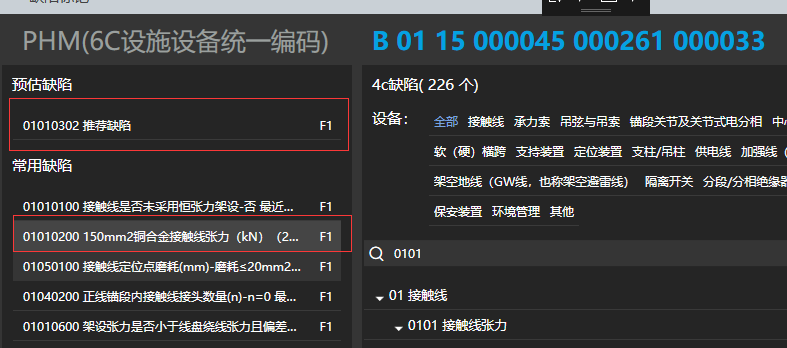 PHM(6C设施设备统一编码)
B 01 15 000045 000261 000033
预估缺陷
01010302 推荐缺陷 F1
常用缺陷
01010100 接触线是否未采用恒张力架设-否 最近... F1
01010200 150mm2铜合金接触线张力（kN）（2... F1
01050100 接触线定位点磨耗(mm)-磨耗≤20mm2... F1
01040200 正线锚段内接触线接头数量(n)-n=0 最... F1
01010600 架设张力是否小于线盘绕线张力且偏差... F1
4c缺陷( 226 个)
设备： 全部 接触线 承力索 吊弦与吊索 锚段关节及关节式电分相 中
软（硬）横跨 支持装置 定位装置 支柱/吊柱 供电线 加强线（
架空地线（GW线，也称架空避雷线） 隔离开关 分段/分相绝缘器
保安装置 环境管理 其他
0101
01 接触线
0101 接触线张力